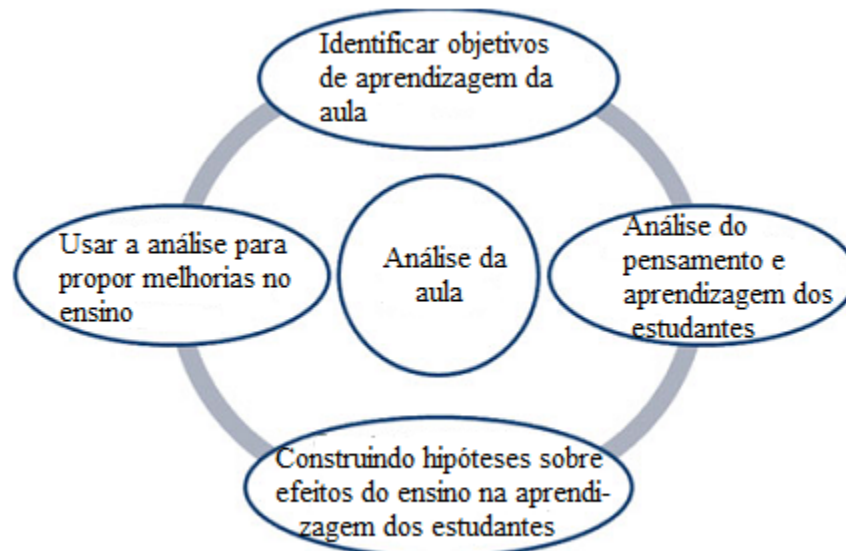 Identificar objetivos
de aprendizagem da
aula
Usar a análise para
propor melhorias no
ensino
Análise da
aula
Análise do
pensamento e
aprendizagem dos
estudantes
Construindo hipóteses sobre
efeitos do ensino na aprendi-
zagem dos estudantes